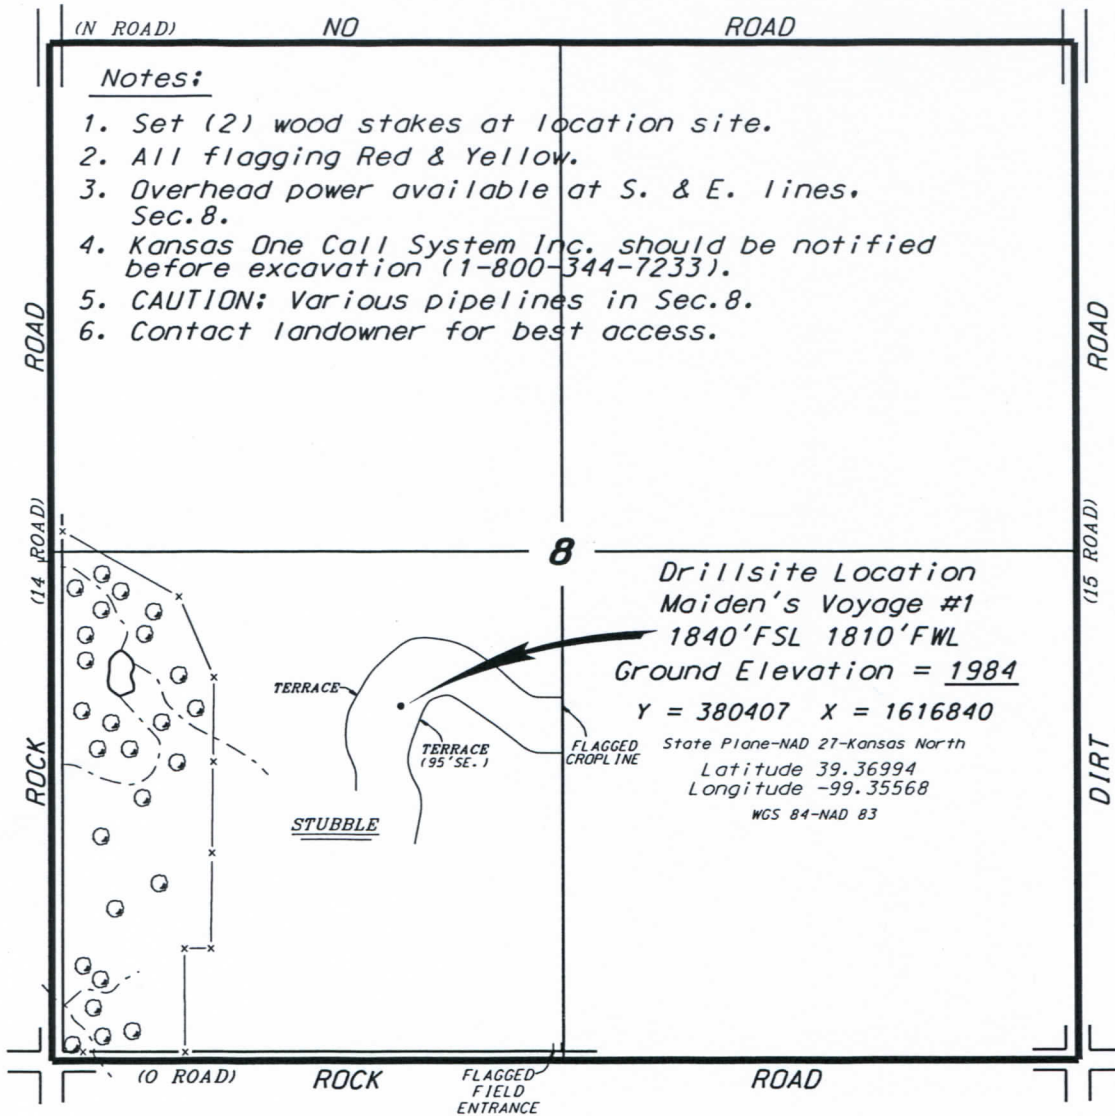 (N ROAD) NO ROAD
Notes:
1. Set (2) wood stakes at location site.
2. All flagging Red & Yellow.
3. Overhead power available at S. & E. lines.
Sec.8.
4. Kansas One Call System Inc. should be notified
before excavation (1-800-344-7233).
5. CAUTION: Various pipelines in Sec.8.
6. Contact landowner for best access.
ROAD
ROAD
(14 ROAD)
(15 ROAD)
8
Drillsite Location
Maiden's Voyage #1
1840'FSL 1810'FWL
Ground Elevation = 1984
Y = 380407 X = 1616840
State Plane-NAD 27-Kansas North
Latitude 39.36994
Longitude -99.35568
WGS 84-NAD 83
TERRACE
TERRACE
(95'SE.)
FLAGGED
CROPLINE
STUBBLE
ROCK
DIRT
(O ROAD) ROCK ROAD
FLAGGED
FIELD
ENTRANCE